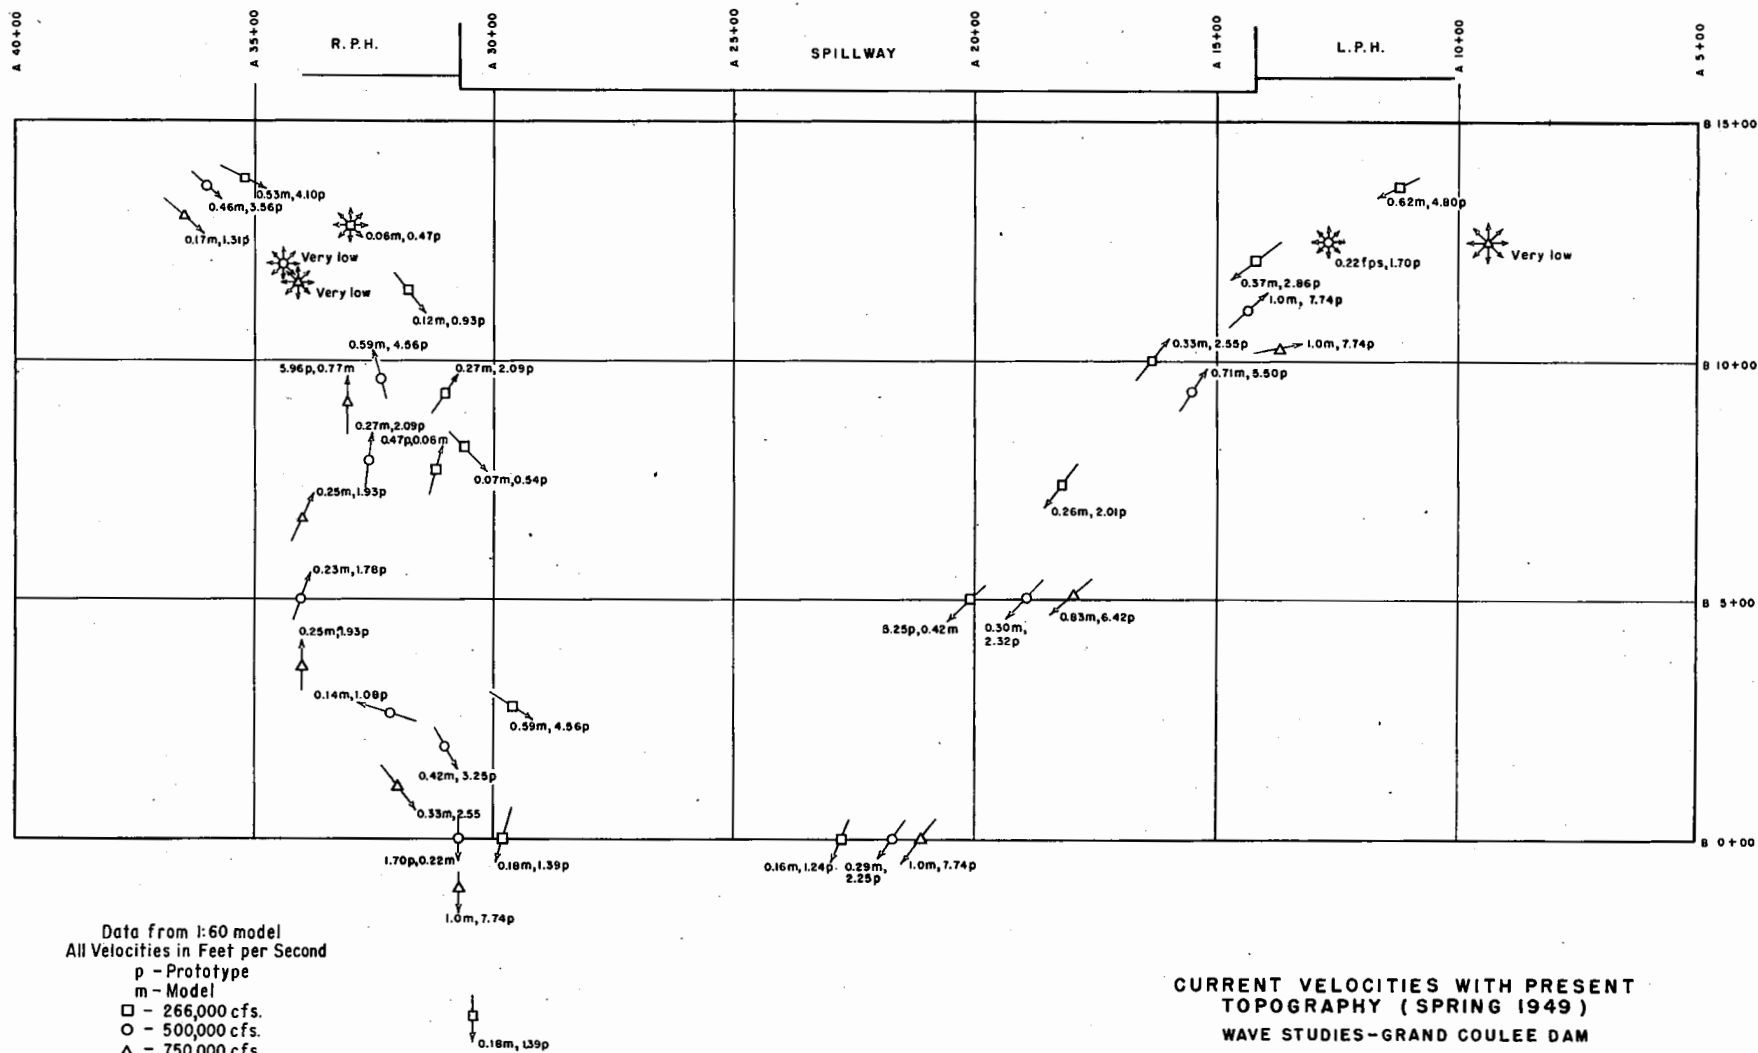 A 40+00
A 35+00
R.P.H.
A 30+00
A 25+00
SPILLWAY
A 20+00
A 15+00
L.P.H.
A 10+00
A 5+00
B 15+00
0.53m, 4.10p
0.46m, 3.56p
0.17m, 1.31p
0.06m, 0.47p
Very low
Very low
0.12m, 0.93p
0.62m, 4.80p
0.22fps, 1.70p
Very low
0.37m, 2.86p
1.0m, 7.74p
0.59m, 4.56p
0.33m, 2.55p
1.0m, 7.74p
B 10+00
5.96p, 0.77m
0.27m, 2.09p
0.71m, 5.50p
0.27m, 2.09p
0.47p, 0.06m
0.07m, 0.54p
0.25m, 1.93p
0.26m, 2.01p
0.23m, 1.78p
B 5+00
0.25m, 1.93p
3.25p, 0.42m
0.30m,
2.32p
0.83m, 6.42p
0.14m, 1.08p
0.59m, 4.56p
0.42m, 3.25p
0.33m, 2.55
B 0+00
1.70p, 0.22m
0.18m, 1.39p
0.16m, 1.24p
0.29m,
2.25p
1.0m, 7.74p
1.0m, 7.74p
Data from 1:60 model
All Velocities in Feet per Second
p - Prototype
m - Model
□ - 266,000 cfs.
○ - 500,000 cfs.
△ - 750,000 cfs.
0.18m, 1.39p
CURRENT VELOCITIES WITH PRESENT
TOPOGRAPHY (SPRING 1949)
WAVE STUDIES-GRAND COULEE DAM